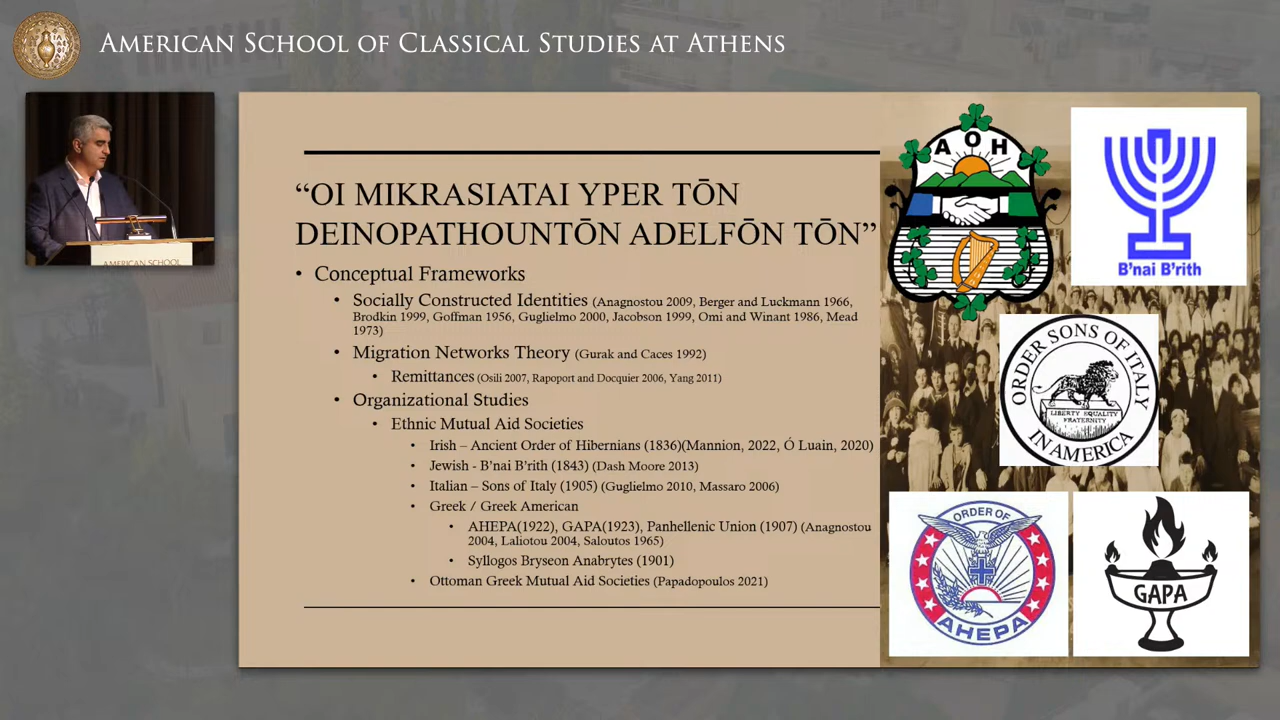 AMERICAN SCHOOL OF CLASSICAL STUDIES AT ATHENS
AMERICAN SCHOOL
“OI MIKRASIATAI YPER TŌN
DEINOPATHOUNTŌN ADELFŌN TŌN”
• Conceptual Frameworks
• Socially Constructed Identities (Anagnostou 2009, Berger and Luckmann 1966,
Brodkin 1999, Goffman 1956, Guglielmo 2000, Jacobson 1999, Omi and Winant 1986, Mead
1973)
• Migration Networks Theory (Gurak and Caces 1992)
• Remittances (Osili 2007, Rapoport and Docquier 2006, Yang 2011)
• Organizational Studies
• Ethnic Mutual Aid Societies
• Irish – Ancient Order of Hibernians (1836)(Mannion, 2022, Ó Luain, 2020)
• Jewish - B'nai B'rith (1843) (Dash Moore 2013)
• Italian – Sons of Italy (1905) (Guglielmo 2010, Massaro 2006)
• Greek / Greek American
• AHEPA(1922), GAPA(1923), Panhellenic Union (1907) (Anagnostou
2004, Laliotou 2004, Saloutos 1965)
• Syllogos Bryseon Anabrytes (1901)
• Ottoman Greek Mutual Aid Societies (Papadopoulos 2021)
AOH
B'nai B'rith
ORDER SONS OF ITALY
LIBERTY EQUALITY
FRATERNITY
IN AMERICA
ORDER OF
AHEPA
GAPA